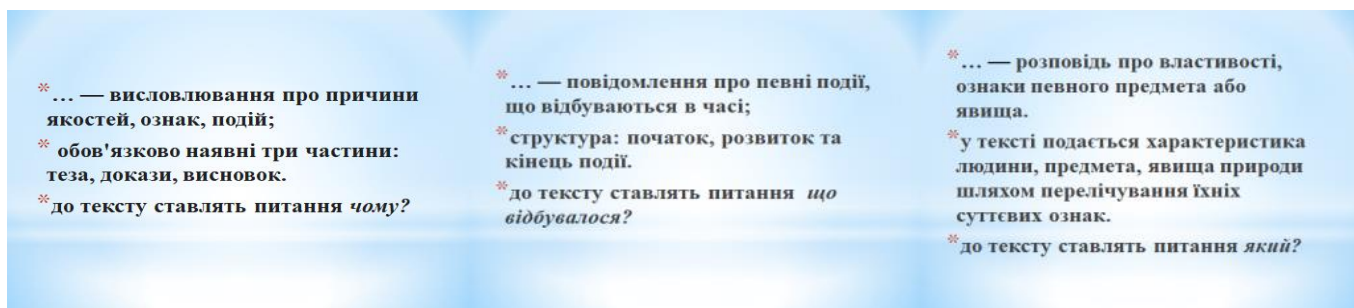 *… — висловлювання про причини
якостей, ознак, подій;
* обов'язково наявні три частини:
теза, докази, висновок.
*до тексту ставлять питання чому?
*… — повідомлення про певні події,
що відбуваються в часі;
*структура: початок, розвиток та
кінець події.
*до тексту ставлять питання що
відбувалося?
*… — розповідь про властивості,
ознаки певного предмета або
явища.
*у тексті подається характеристика
людини, предмета, явища природи
шляхом перелічування їхніх
суттєвих ознак.
*до тексту ставлять питання який?